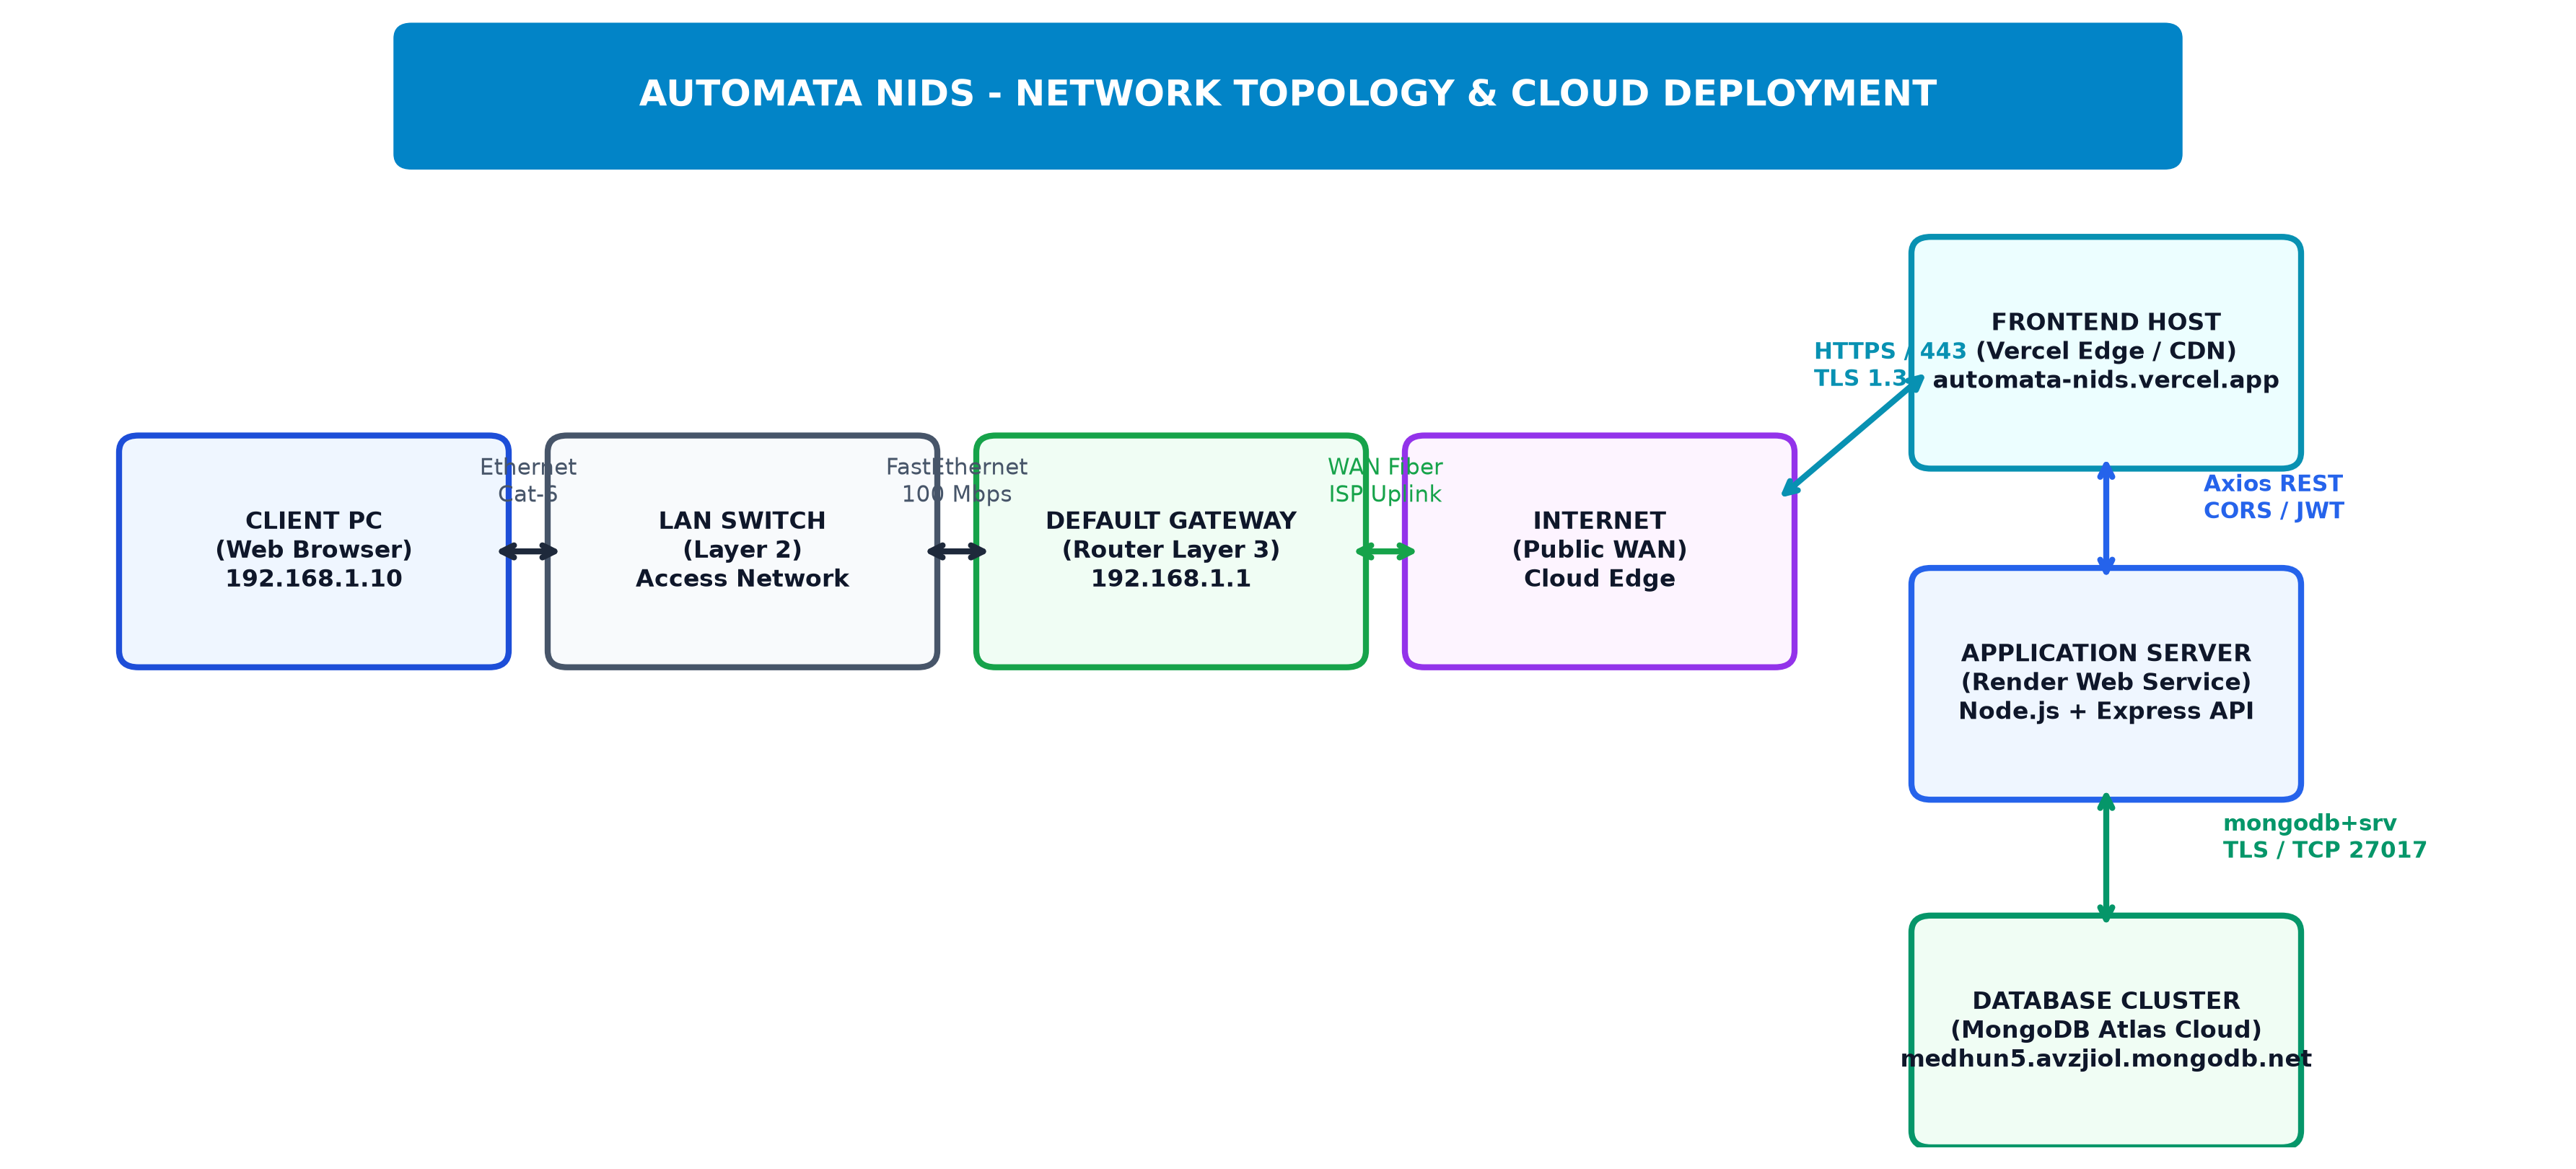 AUTOMATA NIDS - NETWORK TOPOLOGY & CLOUD DEPLOYMENT
CLIENT PC
(Web Browser)
192.168.1.10
Ethernet
Cat-6
LAN SWITCH
(Layer 2)
Access Network
FastEthernet
100 Mbps
DEFAULT GATEWAY
(Router Layer 3)
192.168.1.1
WAN Fiber
ISP Uplink
INTERNET
(Public WAN)
Cloud Edge
HTTPS / 443
TLS 1.3
FRONTEND HOST
(Vercel Edge / CDN)
automata-nids.vercel.app
Axios REST
CORS / JWT
APPLICATION SERVER
(Render Web Service)
Node.js + Express API
mongodb+srv
TLS / TCP 27017
DATABASE CLUSTER
(MongoDB Atlas Cloud)
medhun5.avzjiol.mongodb.net